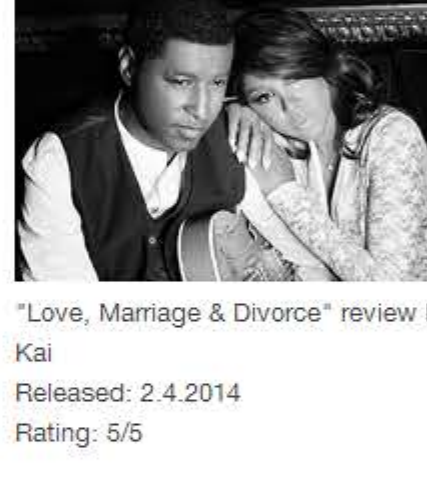 "Love, Marriage & Divorce" review
Kai
Released: 2.4.2014
Rating: 5/5